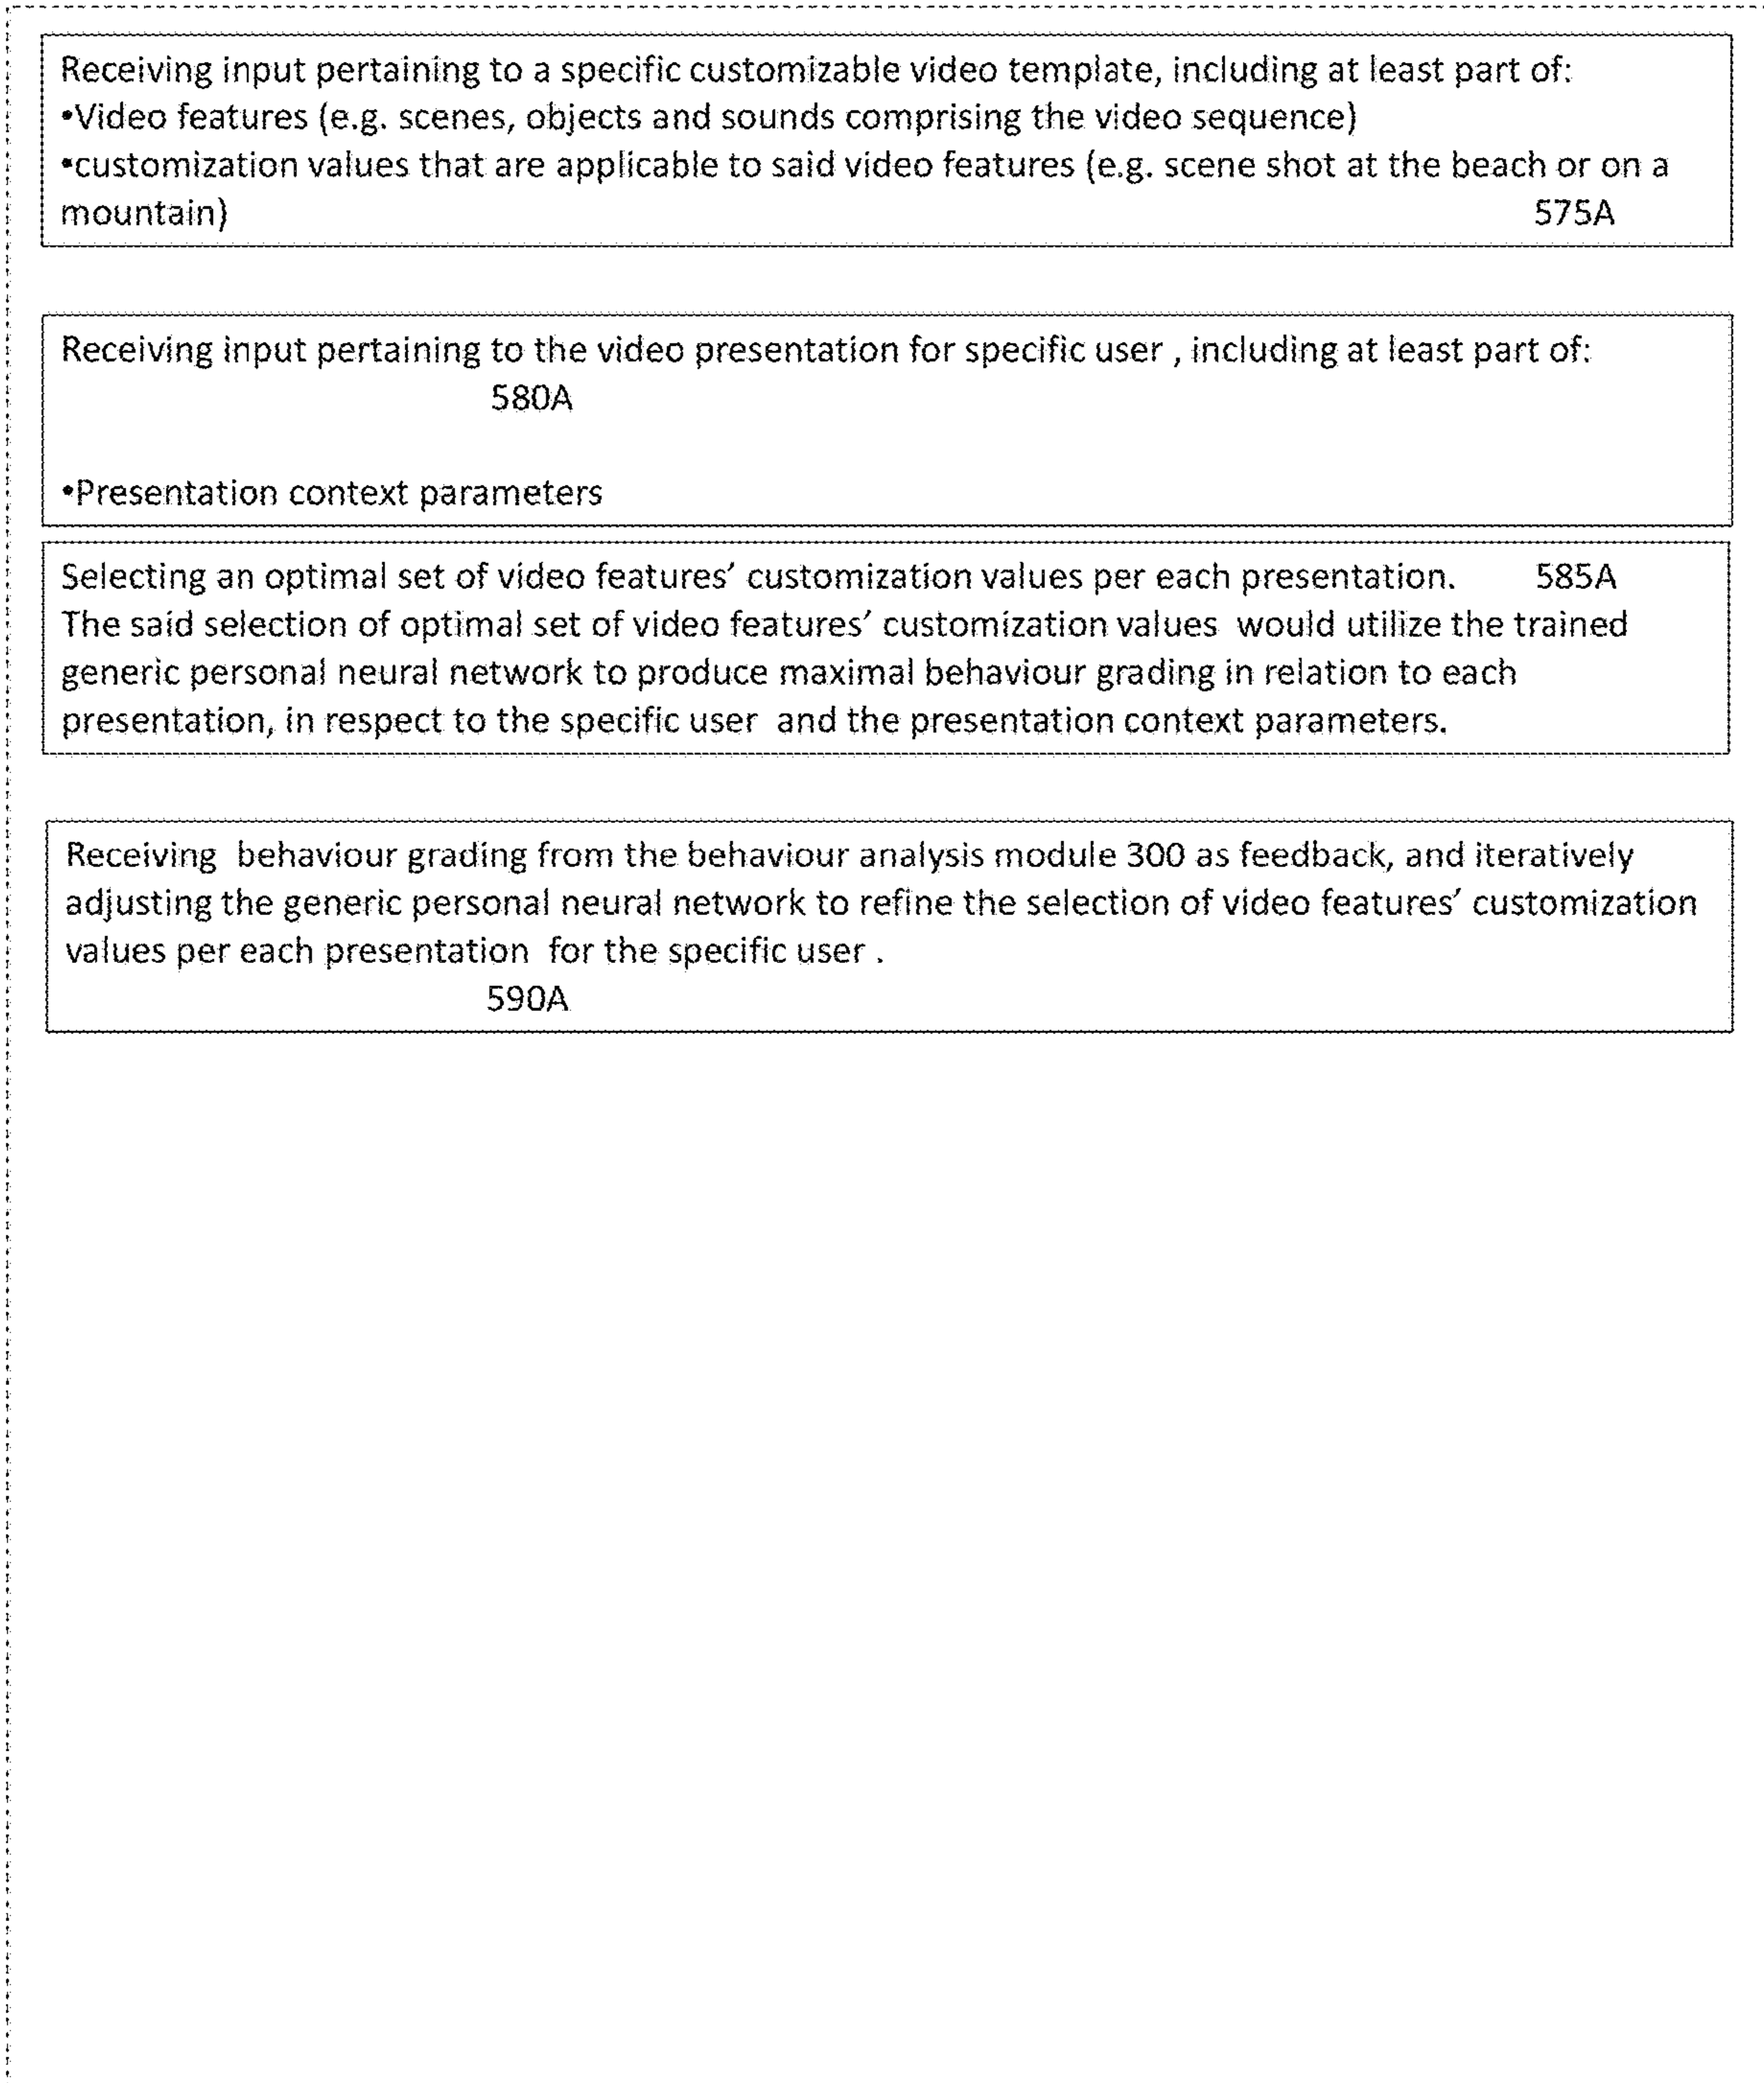 Receiving input pertaining to a specific customizable video template, including at least part of:
•Video features (e.g. scenes, objects and sounds comprising the video sequence)
•customization values that are applicable to said video features (e.g. scene shot at the beach or on a
mountain) 575A
Receiving input pertaining to the video presentation for specific user , including at least part of:
580A
•Presentation context parameters
Selecting an optimal set of video features’ customization values per each presentation. 585A
The said selection of optimal set of video features’ customization values would utilize the trained
generic personal neural network to produce maximal behaviour grading in relation to each
presentation, in respect to the specific user and the presentation context parameters.
Receiving behaviour grading from the behaviour analysis module 300 as feedback, and iteratively
adjusting the generic personal neural network to refine the selection of video features’ customization
values per each presentation for the specific user .
590A